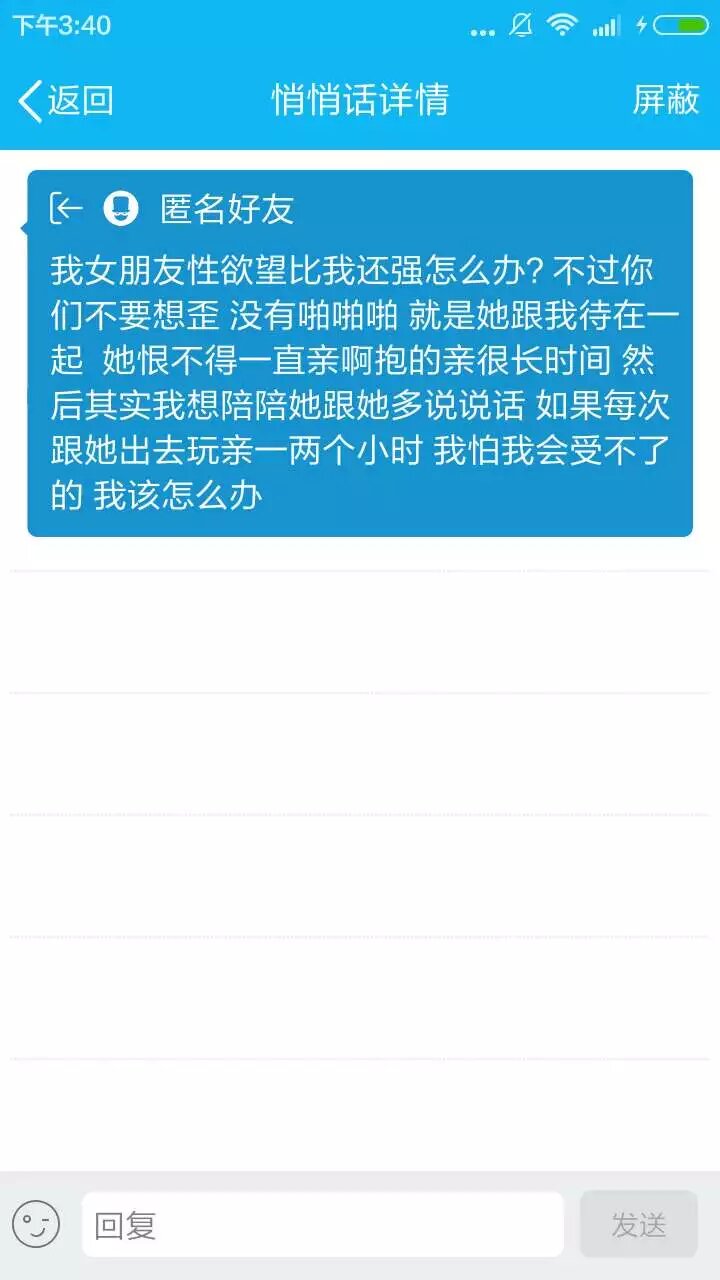 下午3:40
返回
悄悄话详情
屏蔽
匿名好友
我女朋友性欲望比我还强怎么办? 不过你
们不要想歪 没有啪啪啪 就是她跟我待在一
起 她恨不得一直亲啊抱的亲很长时间 然
后其实我想陪陪她跟她多说说话 如果每次
跟她出去玩亲一两个小时 我怕我会受不了
的 我该怎么办
回复
发送